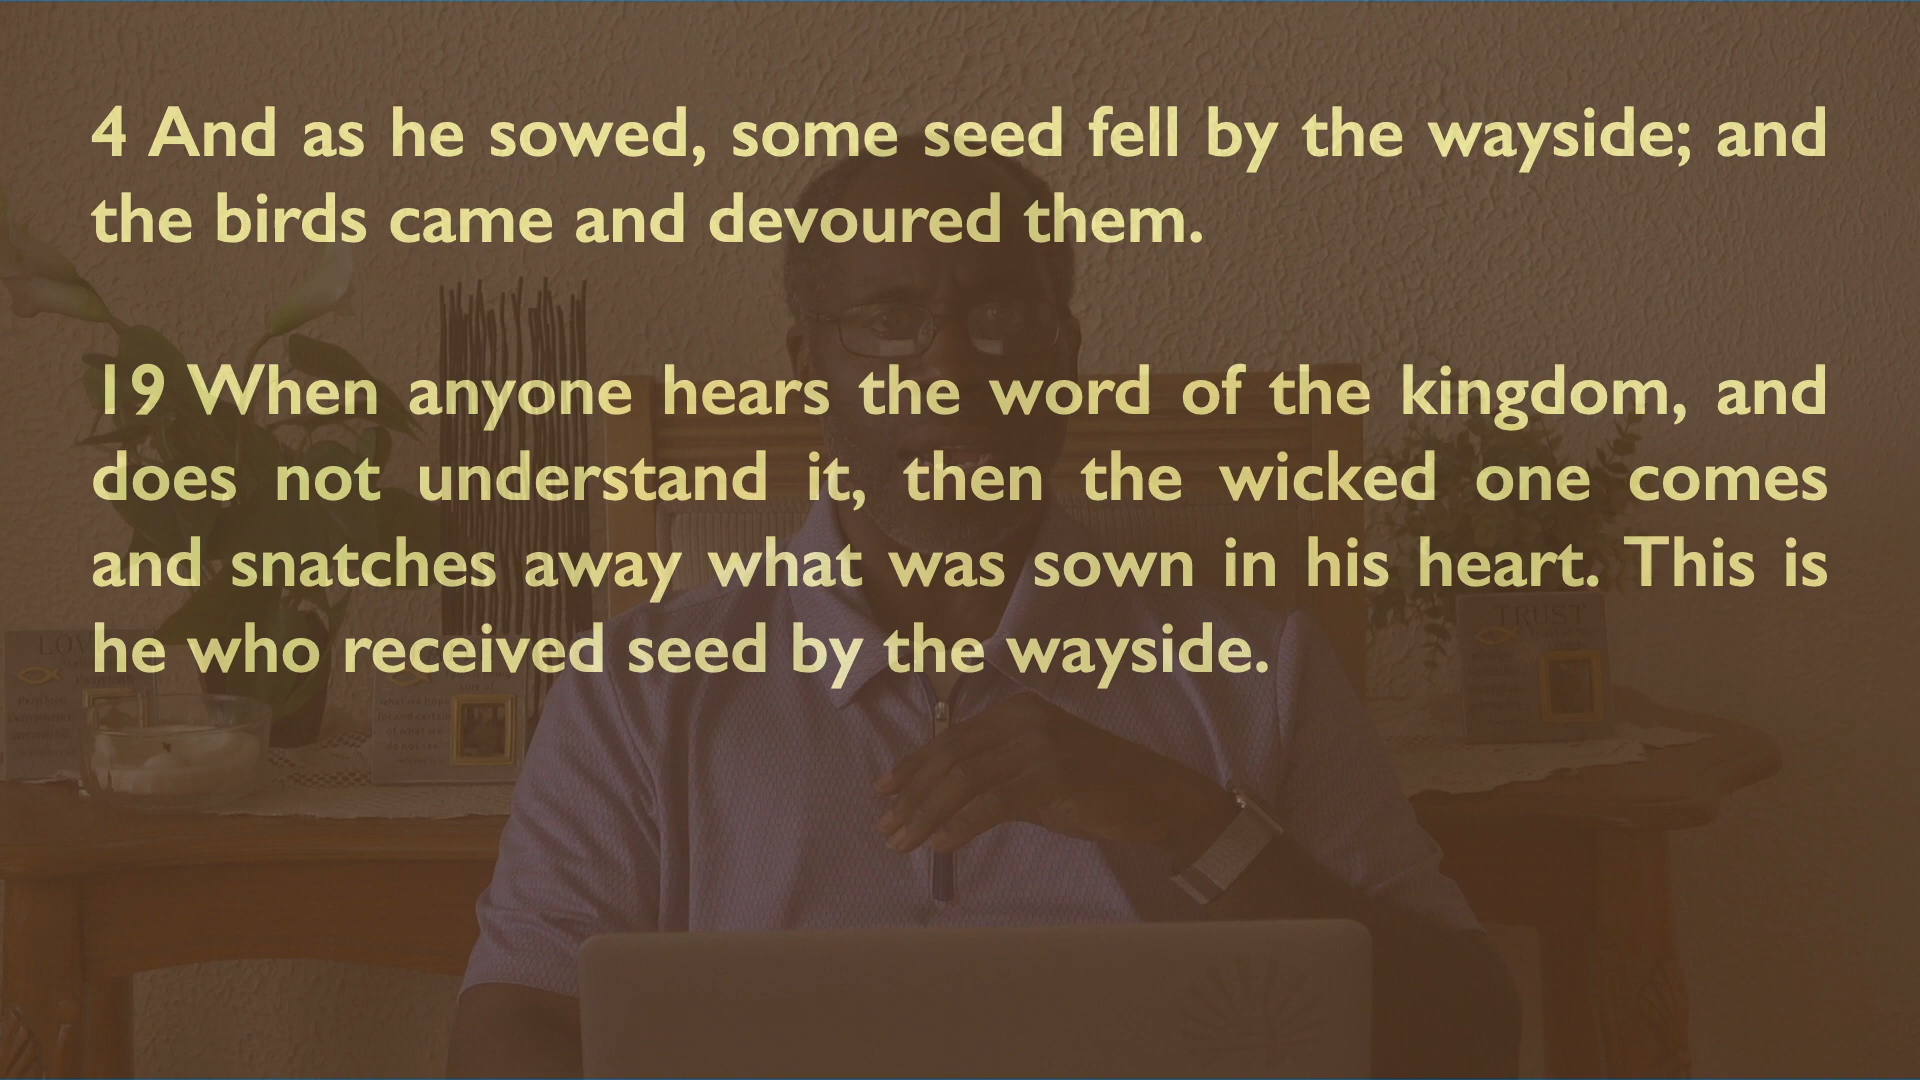 4 And as he sowed, some seed fell by the wayside; and
the birds came and devoured them.
19 When anyone hears the word of the kingdom, and
does not understand it, then the wicked one comes
and snatches away what was sown in his heart. This is
he who received seed by the wayside.
TRUST